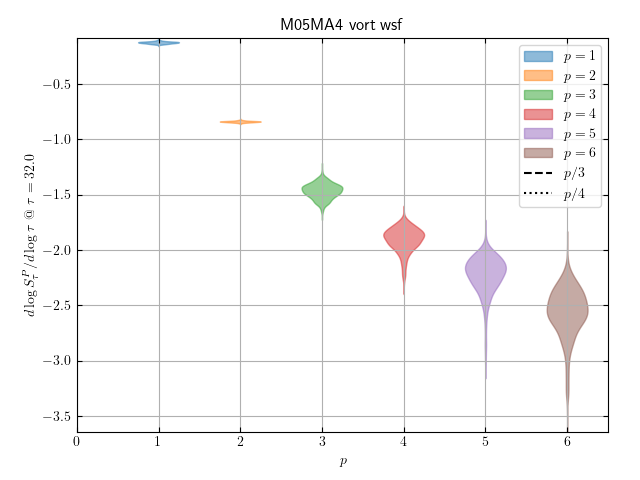 M05MA4 vort wsf
d log S_τ^P / d log τ @ τ = 32.0
−0.5
−1.0
−1.5
−2.0
−2.5
−3.0
−3.5
0 1 2 3 4 5 6
p
p = 1
p = 2
p = 3
p = 4
p = 5
p = 6
p/3
p/4